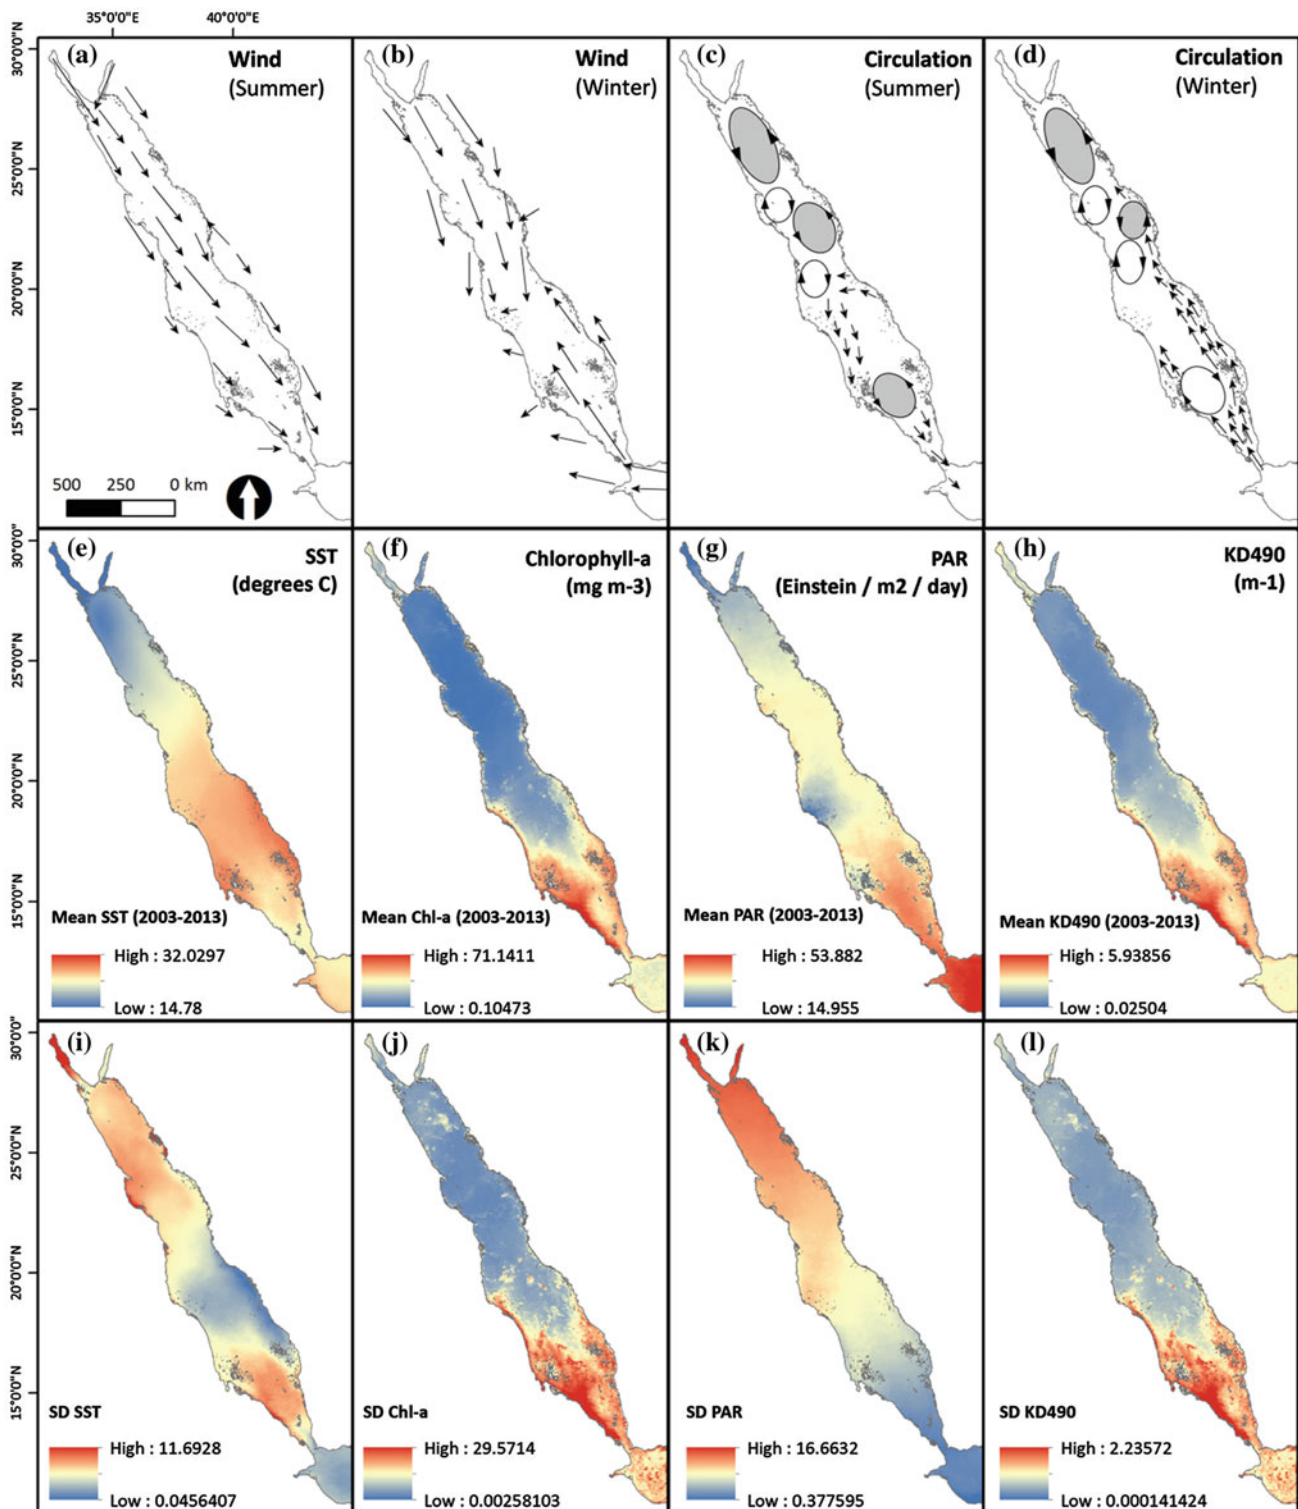 35°0'0"E 40°0'0"E
30°0'0"N
25°0'0"N
20°0'0"N
15°0'0"N
(a) Wind
(Summer)
500 250 0 km
(b) Wind
(Winter)
(c) Circulation
(Summer)
(d) Circulation
(Winter)
30°0'0"N
25°0'0"N
20°0'0"N
15°0'0"N
(e) SST
(degrees C)
Mean SST (2003-2013)
High : 32.0297
Low : 14.78
(f) Chlorophyll-a
(mg m-3)
Mean Chl-a (2003-2013)
High : 71.1411
Low : 0.10473
(g) PAR
(Einstein / m2 / day)
Mean PAR (2003-2013)
High : 53.882
Low : 14.955
(h) KD490
(m-1)
Mean KD490 (2003-2013)
High : 5.93856
Low : 0.02504
30°0'0"N
25°0'0"N
20°0'0"N
15°0'0"N
(i)
SD SST
High : 11.6928
Low : 0.0456407
(j)
SD Chl-a
High : 29.5714
Low : 0.00258103
(k)
SD PAR
High : 16.6632
Low : 0.377595
(l)
SD KD490
High : 2.23572
Low : 0.000141424